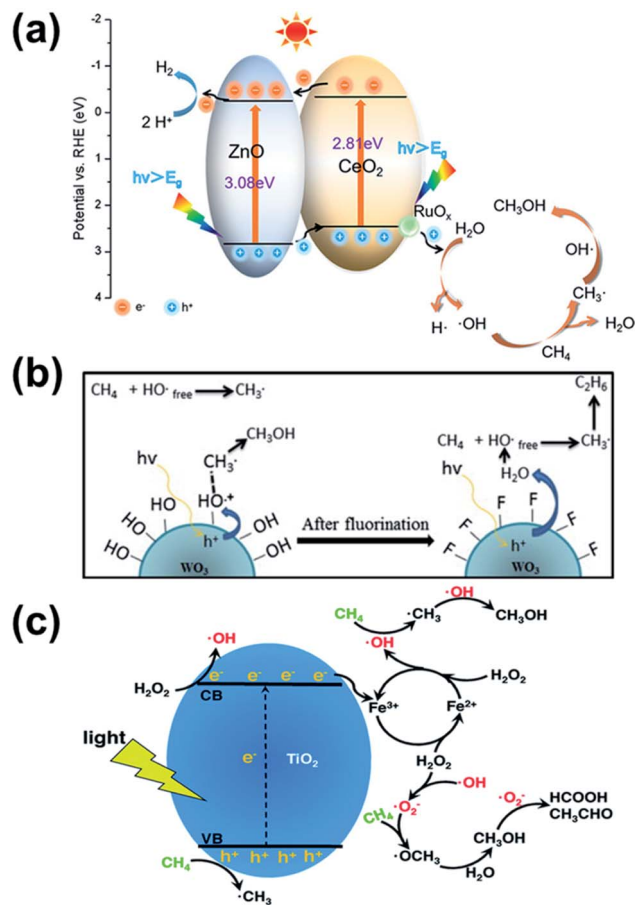 (a)
Potential vs. RHE (eV)
-2
-1
0
1
2
3
4
H₂
2 H⁺
hν>E_g
ZnO
3.08eV
2.81eV
CeO₂
hν>E_g
RuOₓ
H₂O
CH₃OH
OH·
CH₃·
H₂O
CH₄
·OH
H·
e⁻
h⁺
(b)
CH₄ + HO· free
CH₃·
CH₃OH
CH₃·
HO·⁺
hν
HO
HO
HO
OH
OH
h⁺
WO₃
After fluorination
C₂H₆
CH₄ + HO· free
CH₃·
H₂O
hν
F
F
F
F
F
F
h⁺
WO₃
(c)
·OH
H₂O₂
CB
e⁻ e⁻ e⁻ e⁻
light
e⁻
TiO₂
VB
h⁺ h⁺ h⁺ h⁺
CH₄
·CH₃
CH₄
·CH₃
·OH
CH₃OH
·OH
H₂O₂
Fe³⁺
Fe²⁺
H₂O₂
·OH
·O₂⁻
CH₄
·OCH₃
H₂O
CH₃OH
·O₂⁻
HCOOH
CH₃CHO